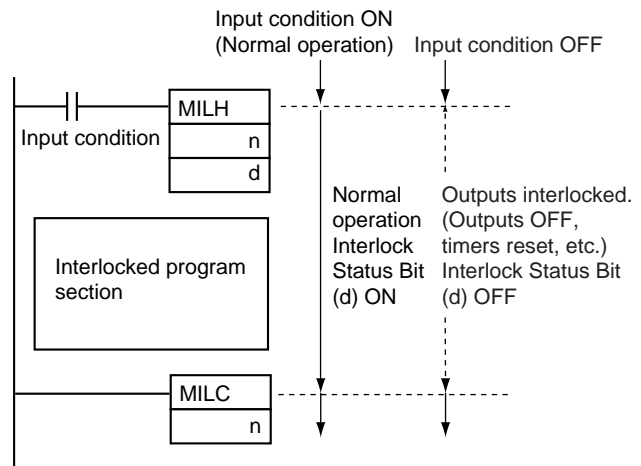 Input condition ON
(Normal operation)
Input condition OFF
MILH
Input condition
n
d
Normal
operation
Interlock
Status Bit
(d) ON
Outputs interlocked.
(Outputs OFF,
timers reset, etc.)
Interlock Status Bit
(d) OFF
Interlocked program
section
MILC
n